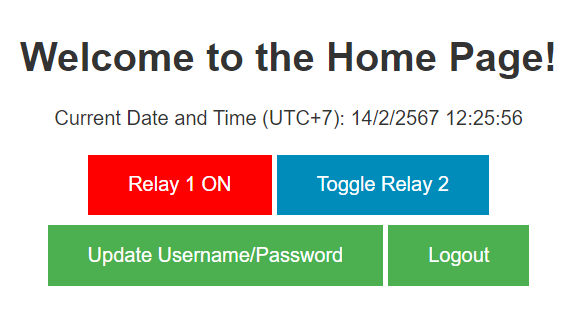 Welcome to the Home Page!
Current Date and Time (UTC+7): 14/2/2567 12:25:56
Relay 1 ON Toggle Relay 2
Update Username/Password Logout